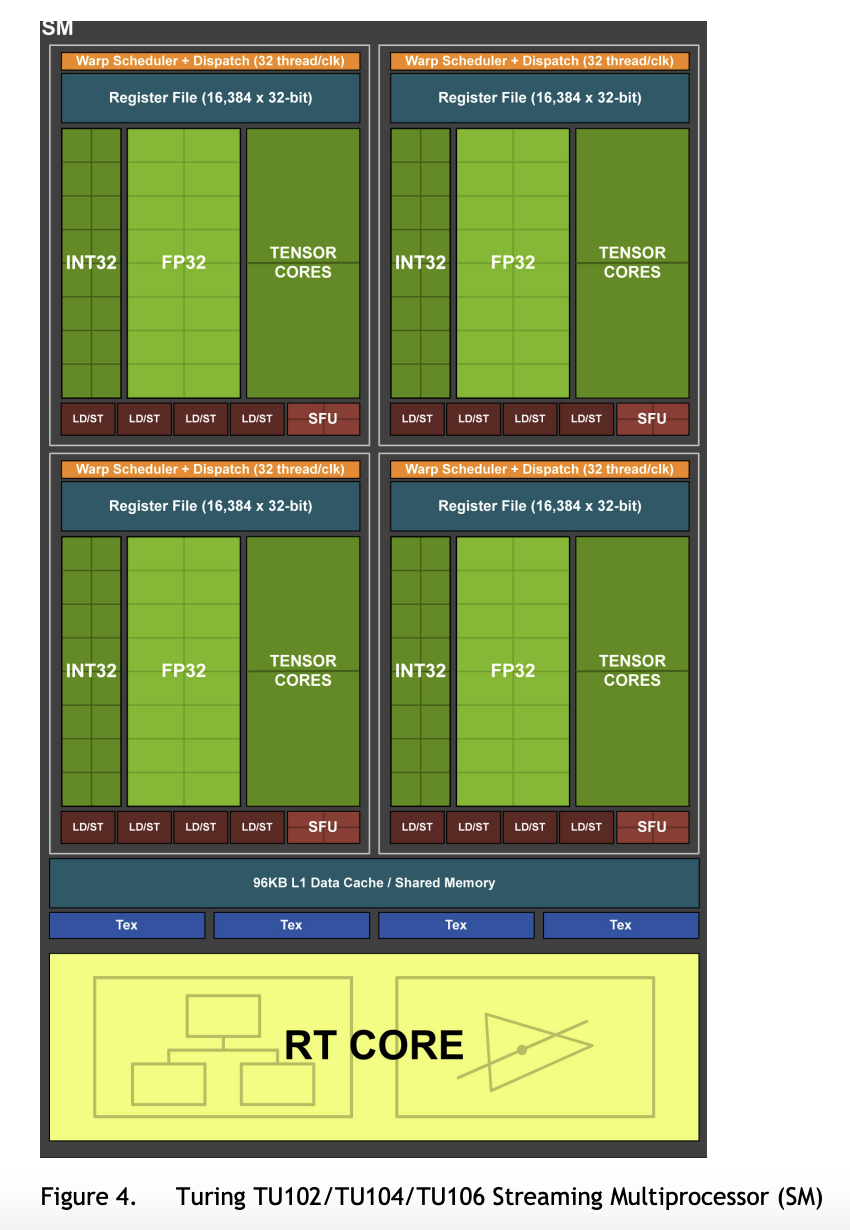 SM
Warp Scheduler + Dispatch (32 thread/clk)
Register File (16,384 x 32-bit)
INT32
FP32
TENSOR
CORES
LD/ST
LD/ST
LD/ST
LD/ST
SFU
Warp Scheduler + Dispatch (32 thread/clk)
Register File (16,384 x 32-bit)
INT32
FP32
TENSOR
CORES
LD/ST
LD/ST
LD/ST
LD/ST
SFU
Warp Scheduler + Dispatch (32 thread/clk)
Register File (16,384 x 32-bit)
INT32
FP32
TENSOR
CORES
LD/ST
LD/ST
LD/ST
LD/ST
SFU
Warp Scheduler + Dispatch (32 thread/clk)
Register File (16,384 x 32-bit)
INT32
FP32
TENSOR
CORES
LD/ST
LD/ST
LD/ST
LD/ST
SFU
96KB L1 Data Cache / Shared Memory
Tex
Tex
Tex
Tex
RT CORE
Figure 4. Turing TU102/TU104/TU106 Streaming Multiprocessor (SM)